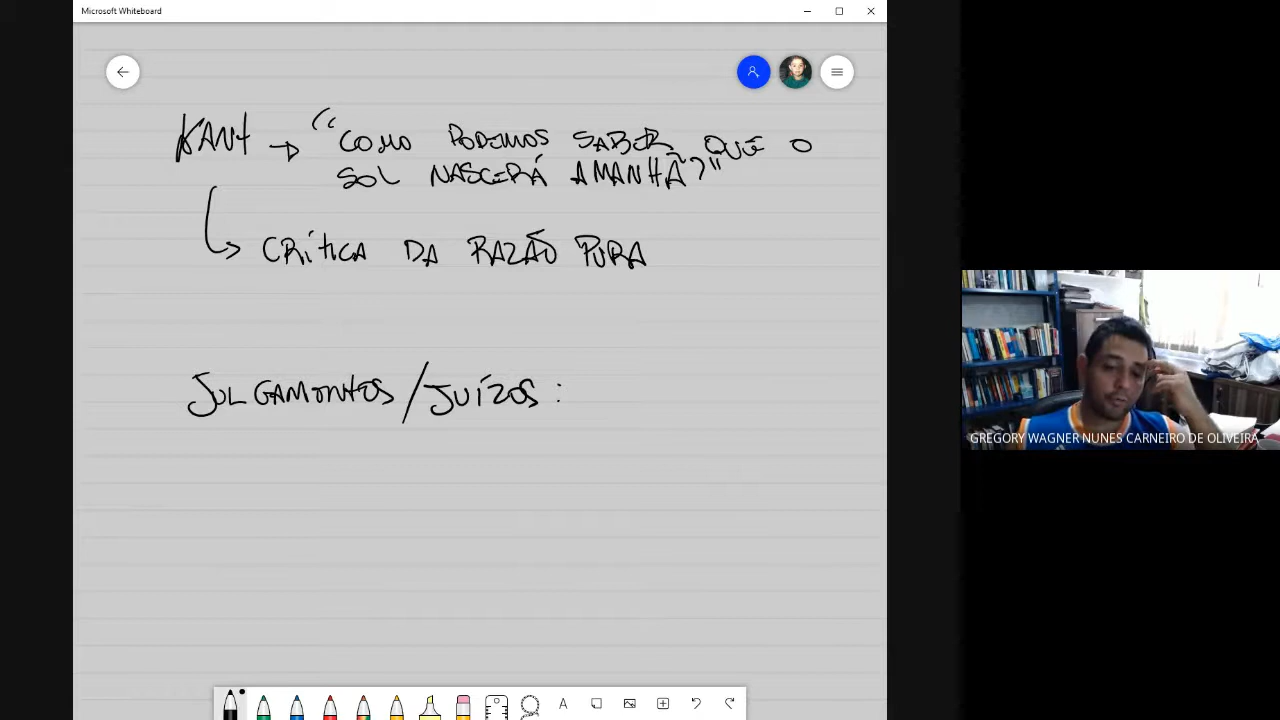 Microsoft Whiteboard
KANT → "COMO PODEMOS SABER QUE O
SOL NASCERÁ AMANHÃ?"
CRÍTICA DA RAZÃO PURA
JULGAMENTOS/JUÍZOS:
GREGORY WAGNER NUNES CARNEIRO DE OLIVEIRA
A